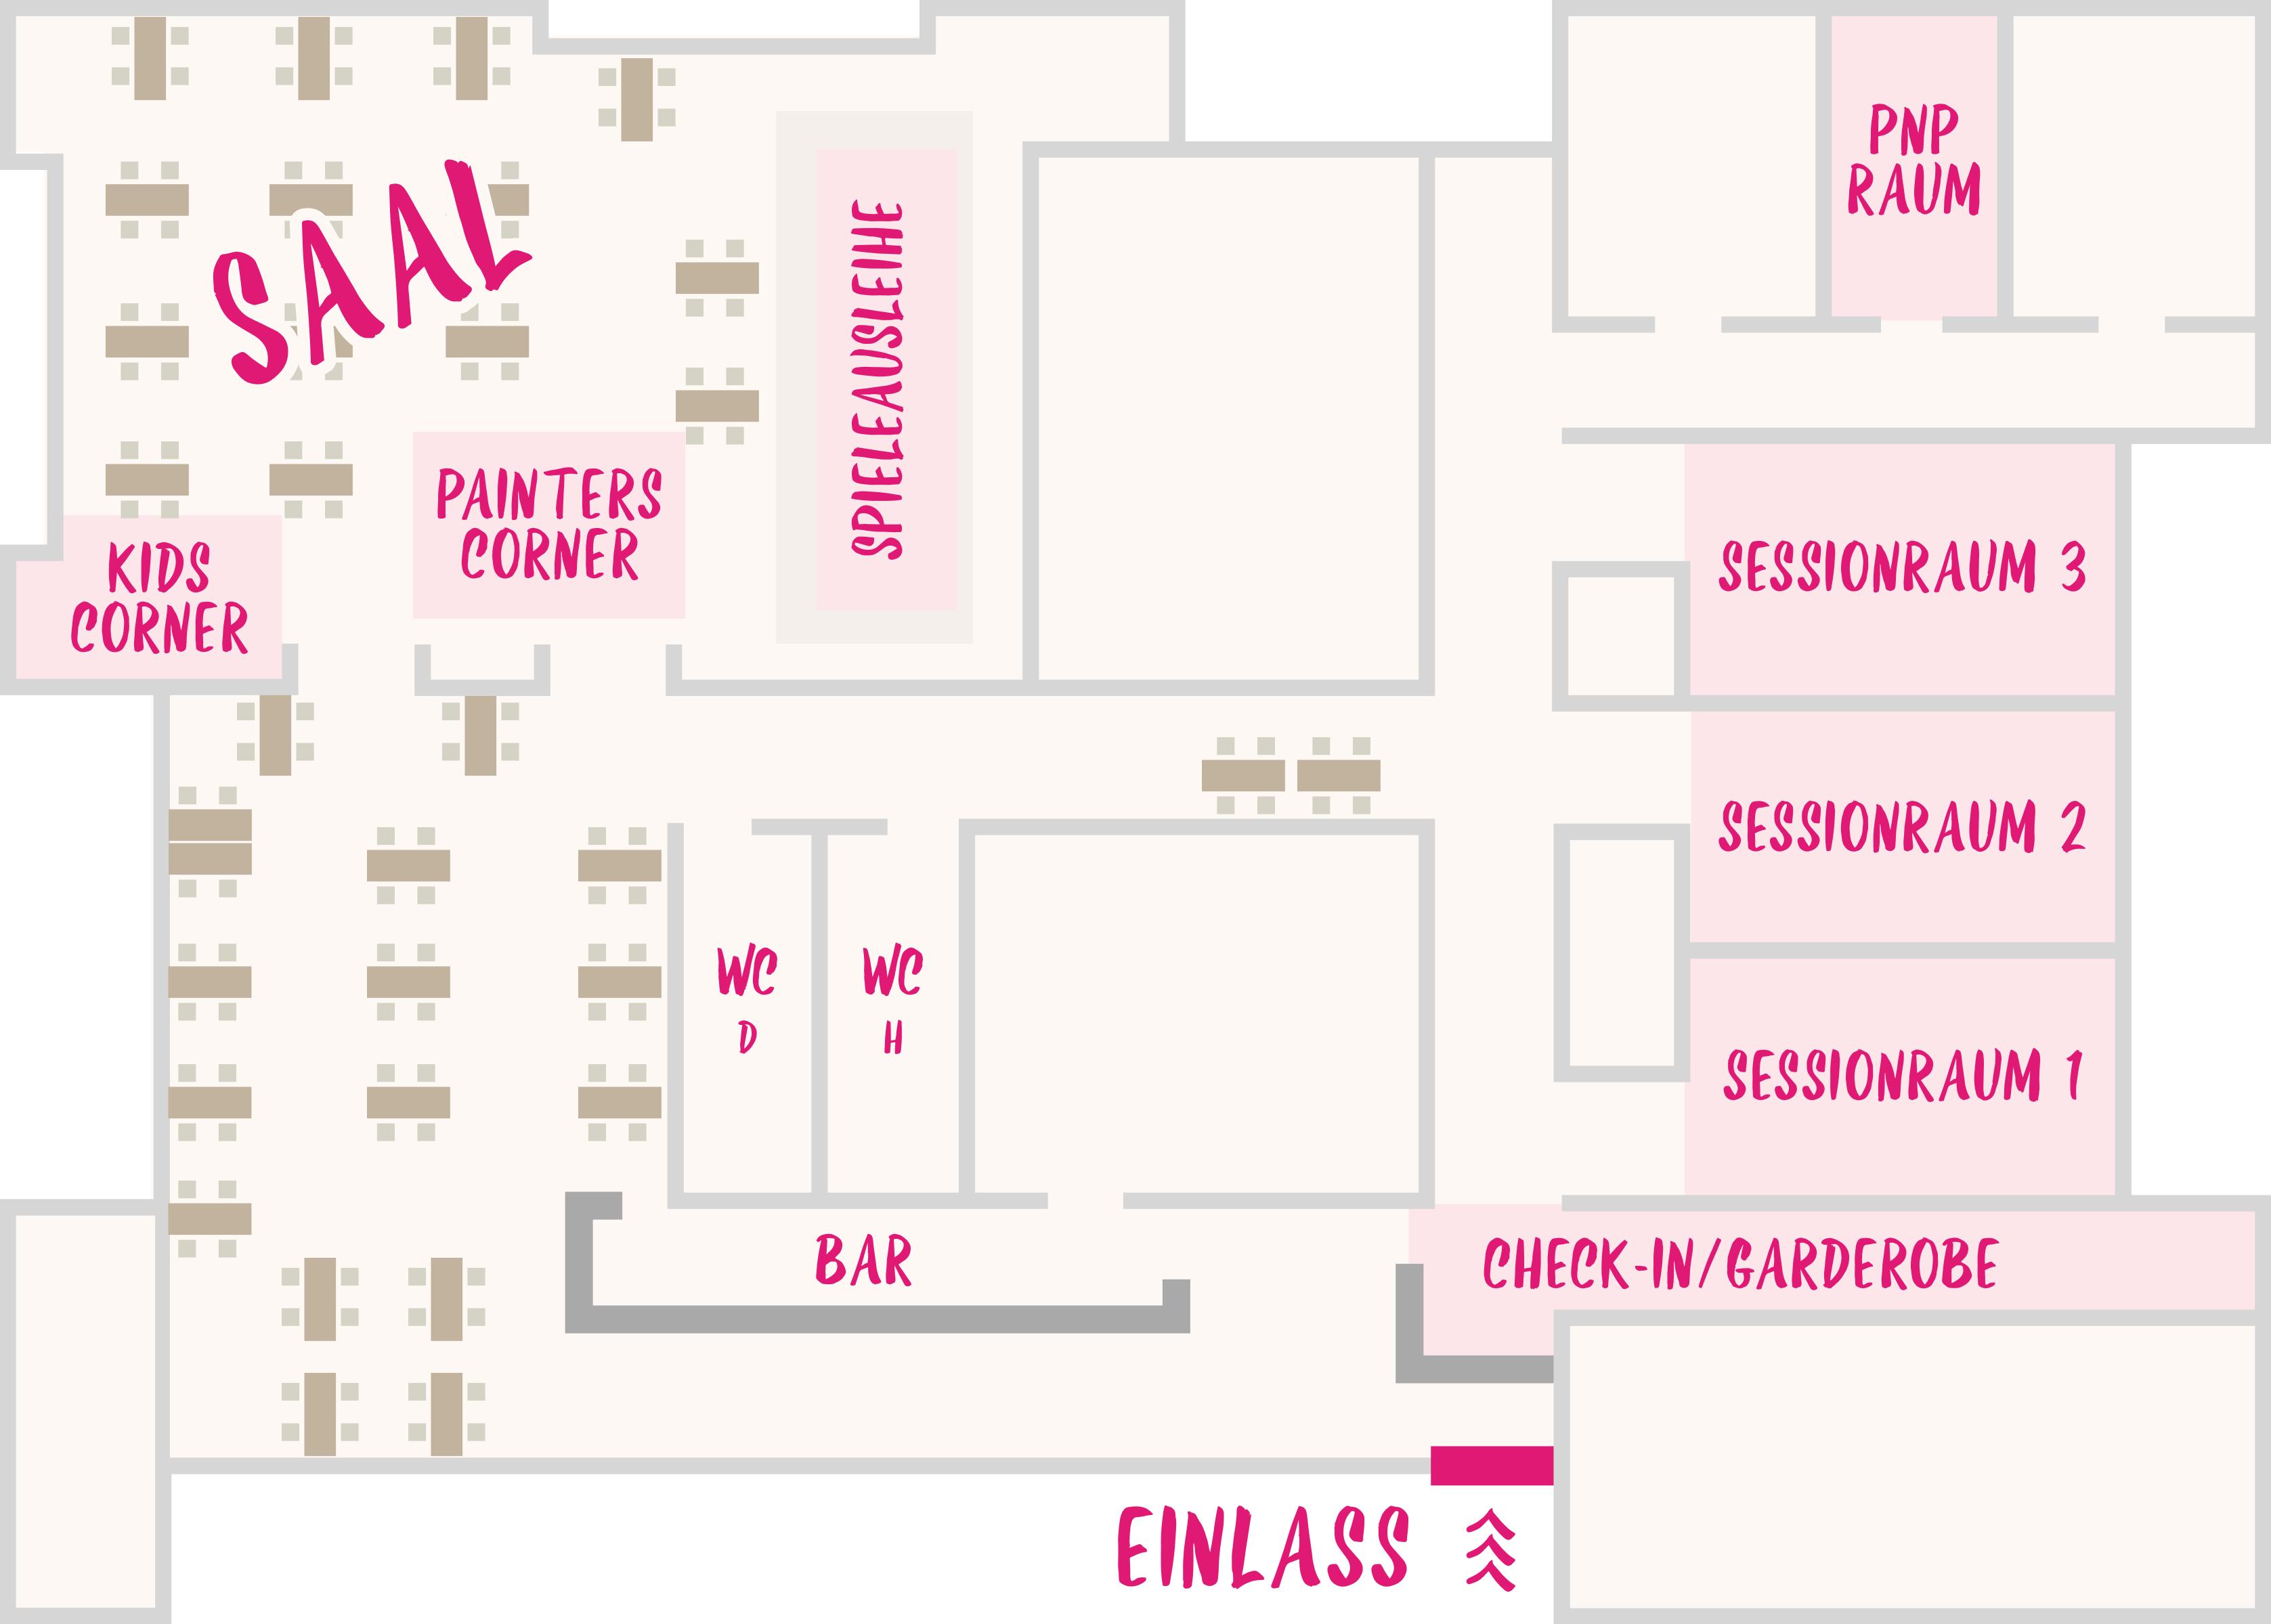 PNP
RAUM
SAAL
SPIELEAUSLEIHE
PAINTERS
CORNER
KIDS
CORNER
SESSIONRAUM 3
SESSIONRAUM 2
WC
D
WC
H
SESSIONRAUM 1
BAR
CHECK-IN/GARDEROBE
EINLASS